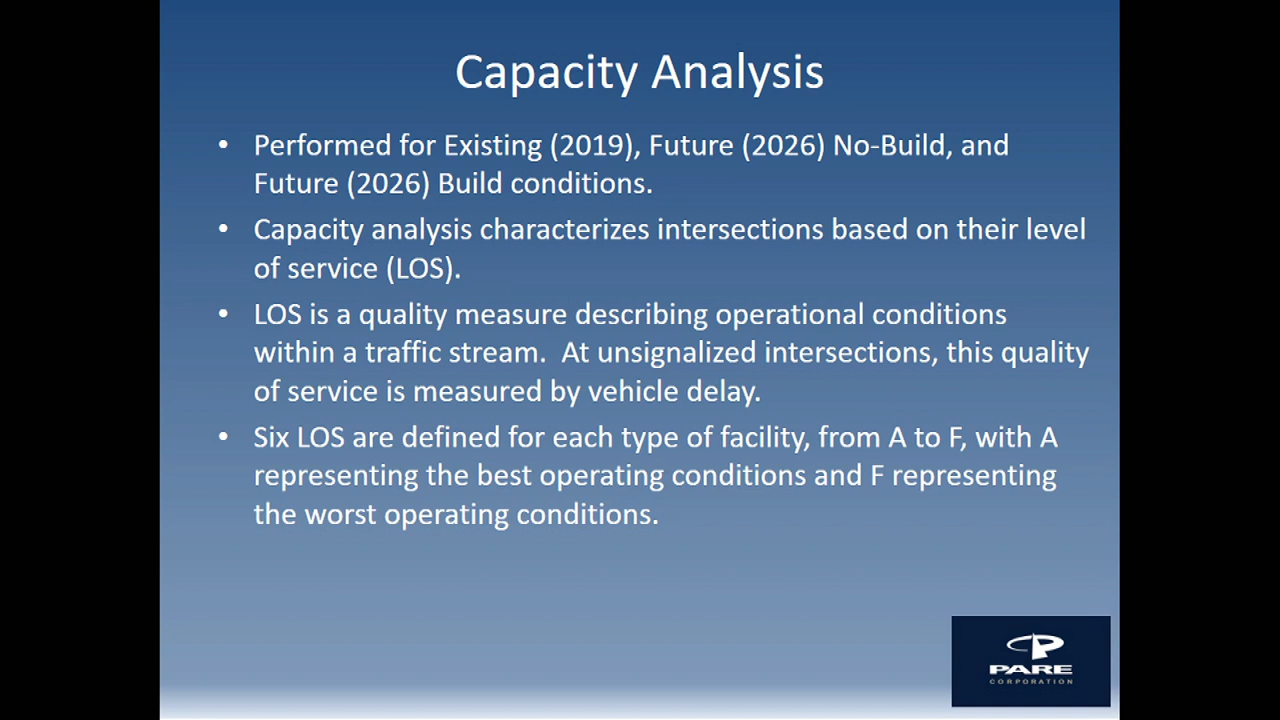 Capacity Analysis
• Performed for Existing (2019), Future (2026) No-Build, and
Future (2026) Build conditions.
• Capacity analysis characterizes intersections based on their level
of service (LOS).
• LOS is a quality measure describing operational conditions
within a traffic stream.  At unsignalized intersections, this quality
of service is measured by vehicle delay.
• Six LOS are defined for each type of facility, from A to F, with A
representing the best operating conditions and F representing
the worst operating conditions.
PARE
CORPORATION